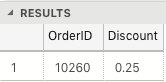 RESULTS
OrderID Discount
1 10260 0.25